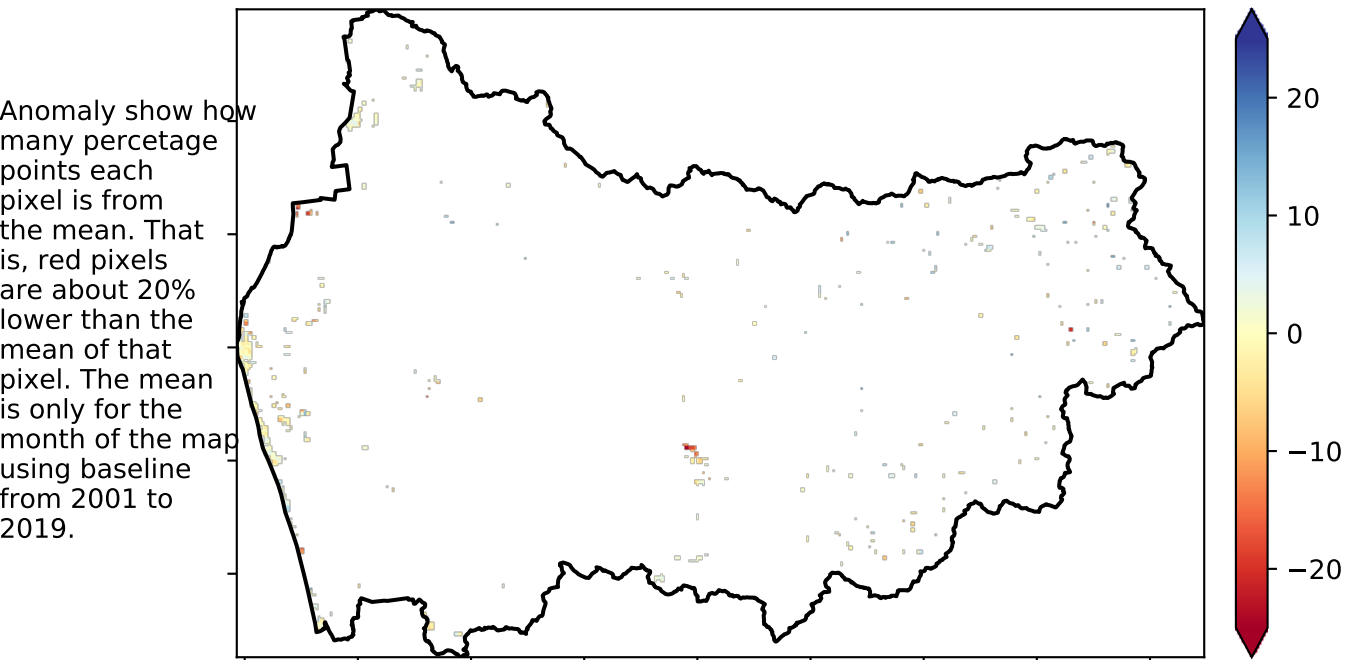 Anomaly show how
many percetage
points each
pixel is from
the mean. That
is, red pixels
are about 20%
lower than the
mean of that
pixel. The mean
is only for the
month of the map
using baseline
from 2001 to
2019.
20
10
0
−10
−20